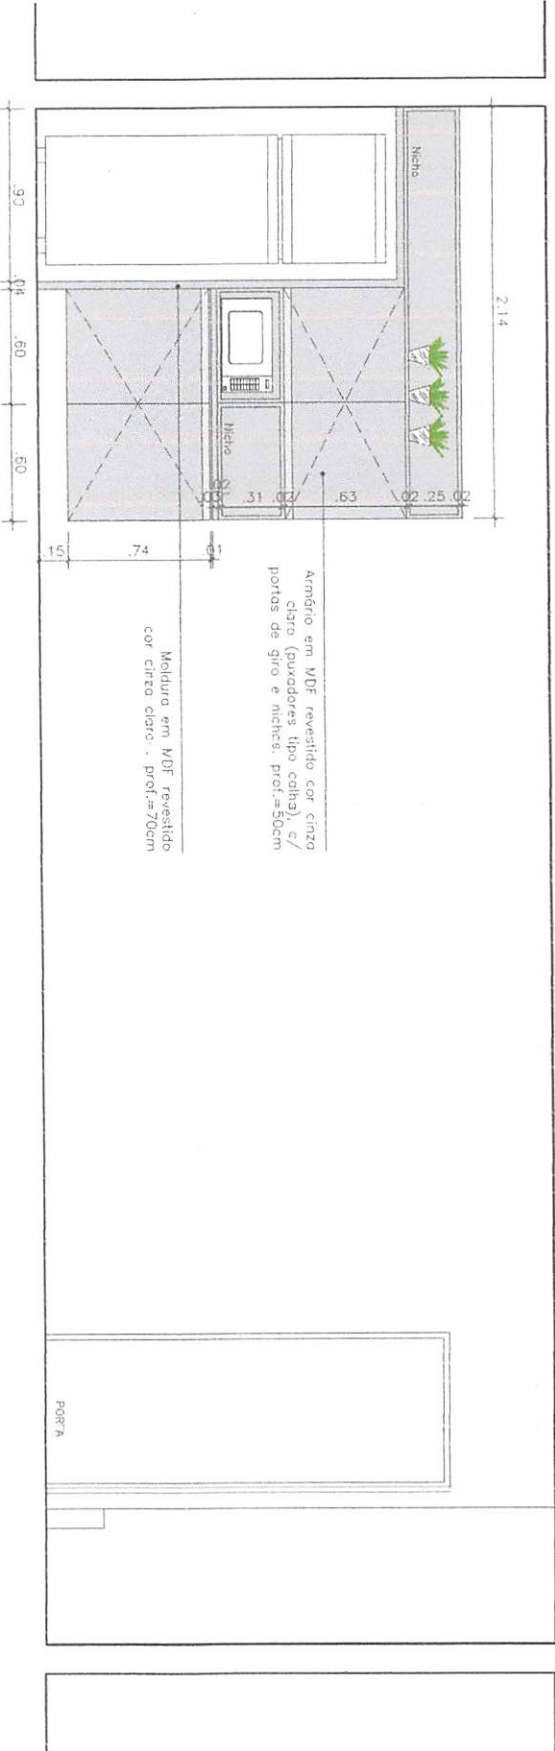 2.14
Nicho
Nicho
.02
.25
.02
.63
.02
.31
.02
.03
.01
.74
.15
.90
.60
.60
Armário em MDF revestido cor cinza
claro (puxadores tipo calha), c/
portas de giro e nichos. prof.=50cm
Moldura em MDF revestido
cor cinza claro . prof.=70cm
PORTA